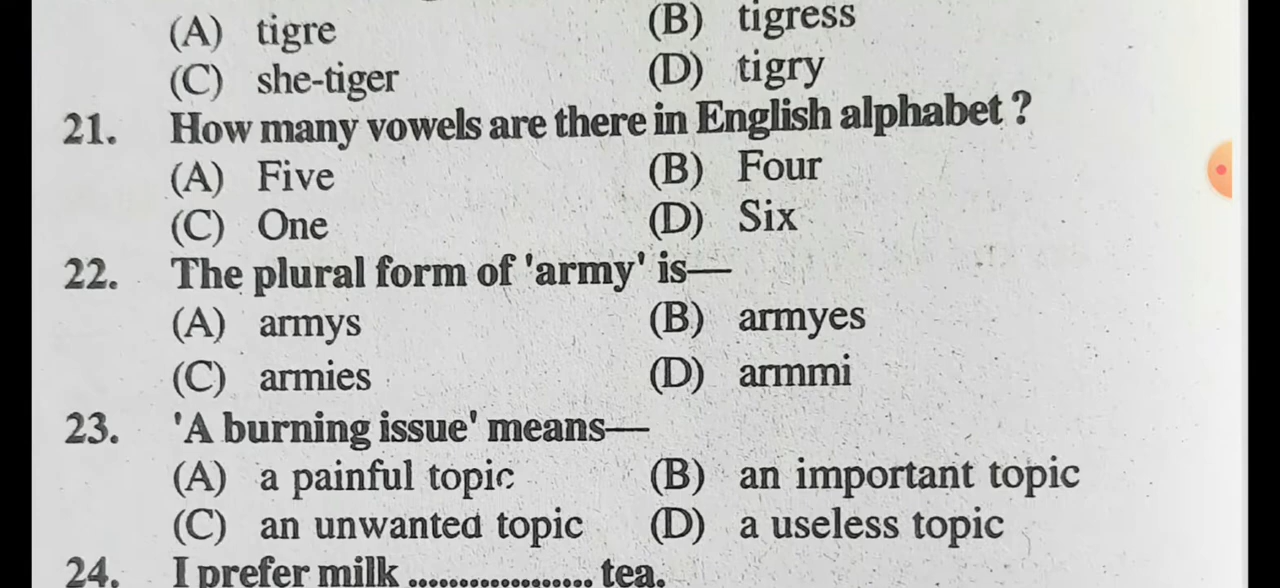 (A) tigre (B) tigress
(C) she-tiger (D) tigry
21. How many vowels are there in English alphabet ?
(A) Five (B) Four
(C) One (D) Six
22. The plural form of 'army' is—
(A) armys (B) armyes
(C) armies (D) armmi
23. 'A burning issue' means—
(A) a painful topic (B) an important topic
(C) an unwanted topic (D) a useless topic
24. I prefer milk .................. tea.